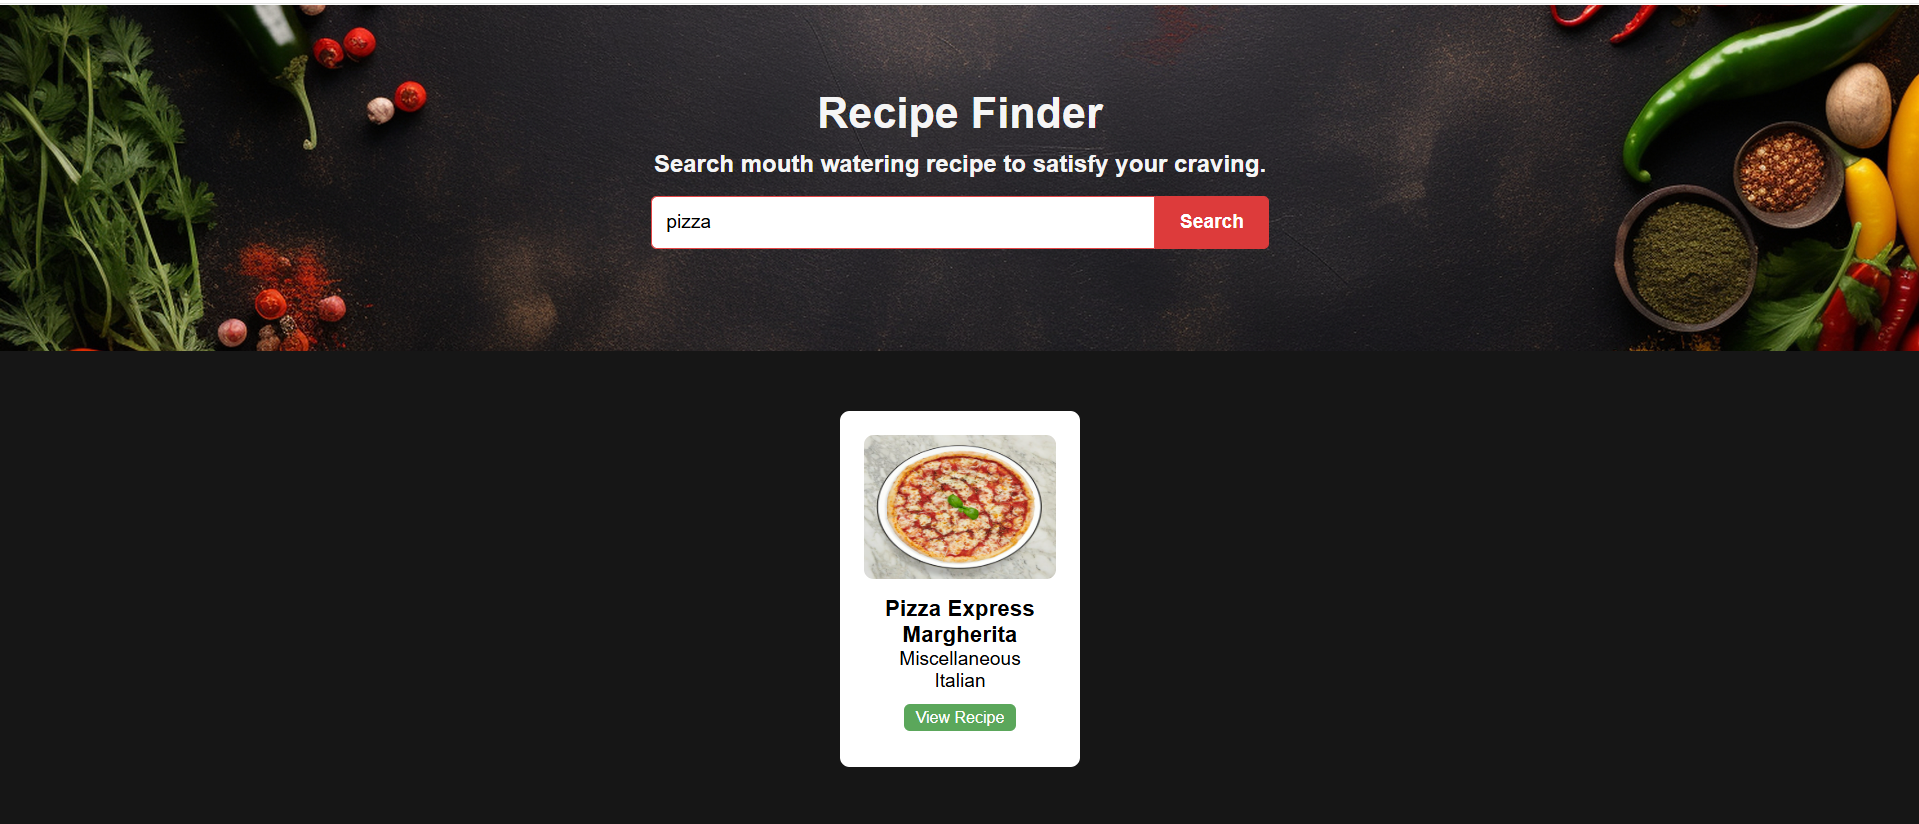 Recipe Finder
Search mouth watering recipe to satisfy your craving.
pizza
Search
Pizza Express
Margherita
Miscellaneous
Italian
View Recipe